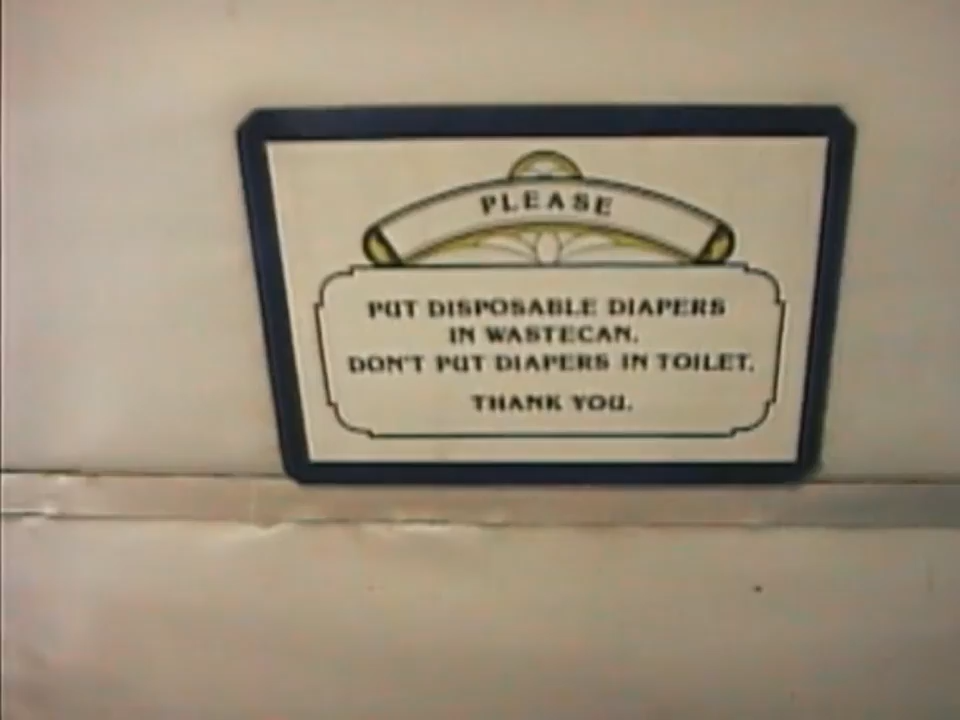 PLEASE
PUT DISPOSABLE DIAPERS
IN WASTECAN.
DON'T PUT DIAPERS IN TOILET.
THANK YOU.